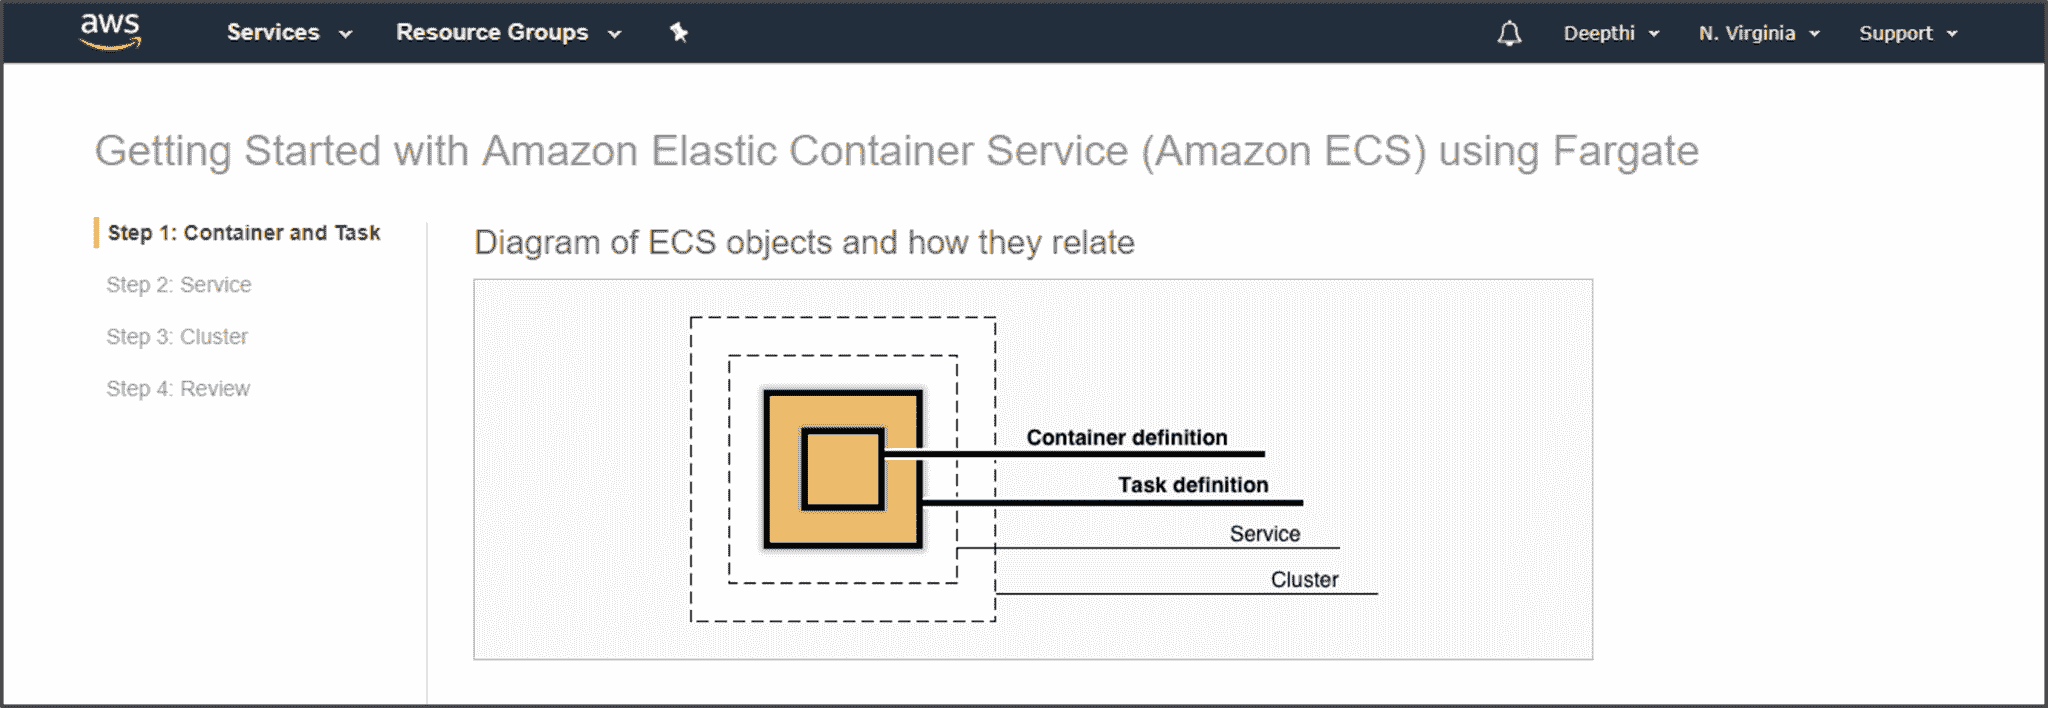 aws Services Resource Groups Deepthi N. Virginia Support
Getting Started with Amazon Elastic Container Service (Amazon ECS) using Fargate
Step 1: Container and Task
Step 2: Service
Step 3: Cluster
Step 4: Review
Diagram of ECS objects and how they relate
Container definition
Task definition
Service
Cluster